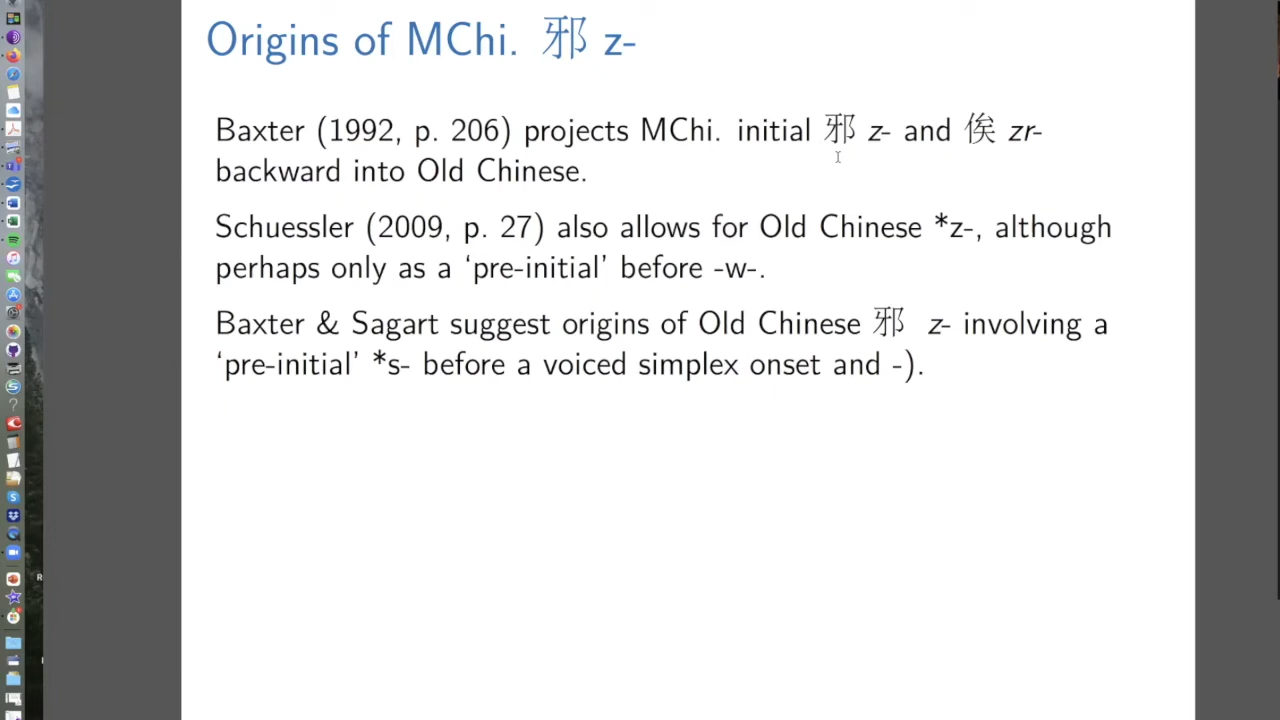 Origins of MChi. 邪 z-
Baxter (1992, p. 206) projects MChi. initial 邪 z- and 俟 zr-
backward into Old Chinese.
Schuessler (2009, p. 27) also allows for Old Chinese *z-, although
perhaps only as a ‘pre-initial’ before -w-.
Baxter & Sagart suggest origins of Old Chinese 邪 z- involving a
‘pre-initial’ *s- before a voiced simplex onset and -).